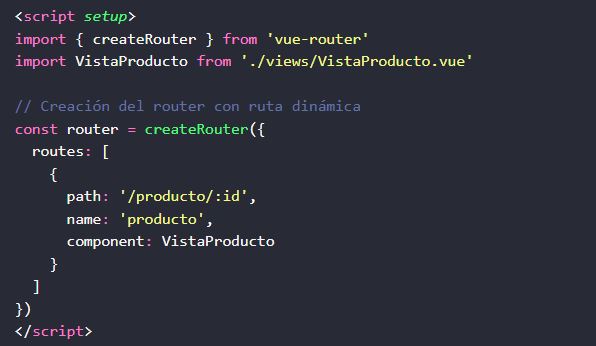 <script setup>
import { createRouter } from 'vue-router'
import VistaProducto from './views/VistaProducto.vue'
// Creación del router con ruta dinámica
const router = createRouter({
routes: [
{
path: '/producto/:id',
name: 'producto',
component: VistaProducto
}
]
})
</script>